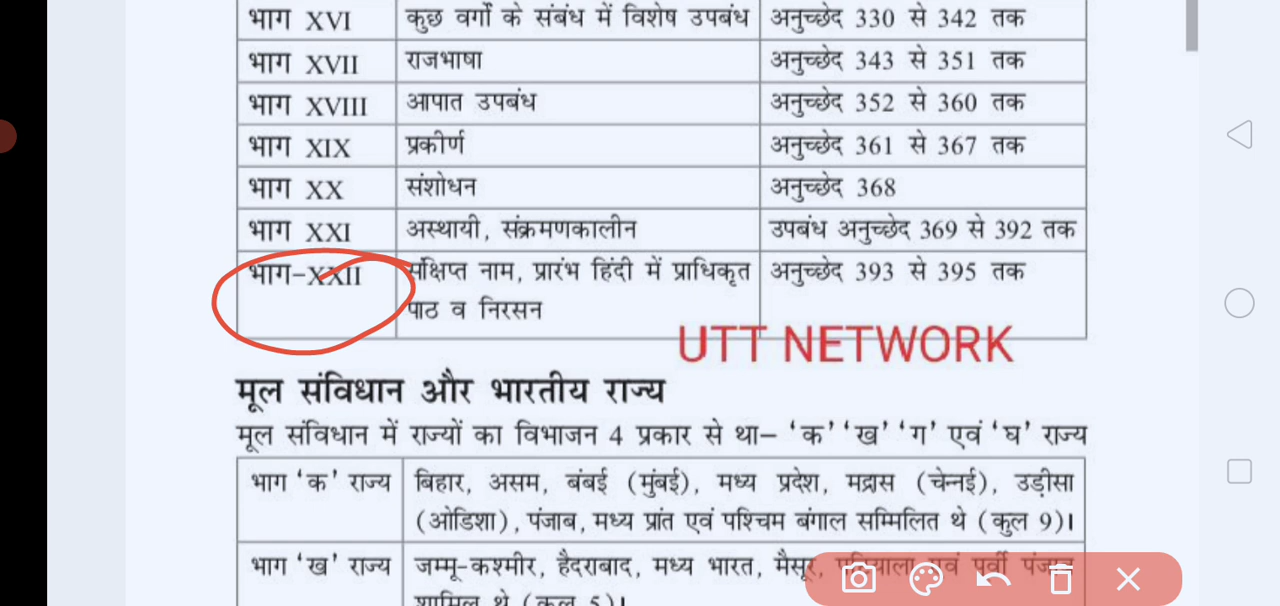 भाग XVI कुछ वर्गों के संबंध में विशेष उपबंध अनुच्छेद 330 से 342 तक
भाग XVII राजभाषा अनुच्छेद 343 से 351 तक
भाग XVIII आपात उपबंध अनुच्छेद 352 से 360 तक
भाग XIX प्रकीर्ण अनुच्छेद 361 से 367 तक
भाग XX संशोधन अनुच्छेद 368
भाग XXI अस्थायी, संक्रमणकालीन उपबंध अनुच्छेद 369 से 392 तक
भाग-XXII संक्षिप्त नाम, प्रारंभ हिंदी में प्राधिकृत अनुच्छेद 393 से 395 तक
पाठ व निरसन
UTT NETWORK
मूल संविधान और भारतीय राज्य
मूल संविधान में राज्यों का विभाजन 4 प्रकार से था– ‘क’ ‘ख’ ‘ग’ एवं ‘घ’ राज्य
भाग ‘क’ राज्य बिहार, असम, बंबई (मुंबई), मध्य प्रदेश, मद्रास (चेन्नई), उड़ीसा
(ओडिशा), पंजाब, मध्य प्रांत एवं पश्चिम बंगाल सम्मिलित थे (कुल 9)।
भाग ‘ख’ राज्य जम्मू-कश्मीर, हैदराबाद, मध्य भारत, मैसूर, पटियाला एवं पूर्वी पंजाब
शामिल थे (कुल 5)।